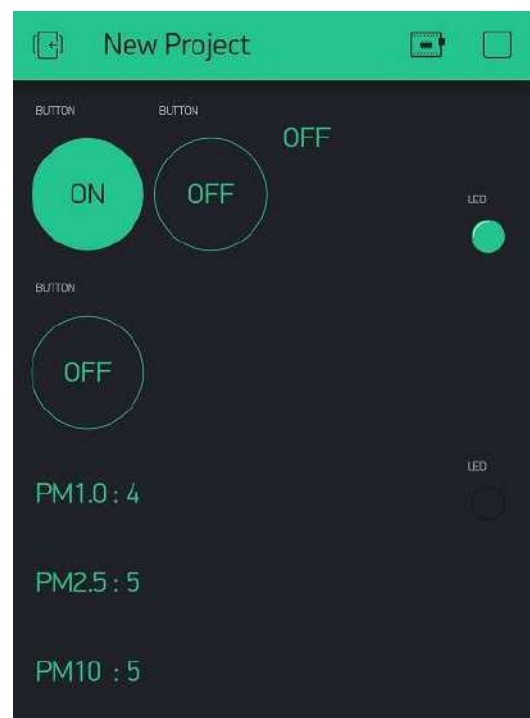 New Project
BUTTON BUTTON
OFF
ON OFF
LED
BUTTON
OFF
LED
PM1.0 : 4
PM2.5 : 5
PM10 : 5